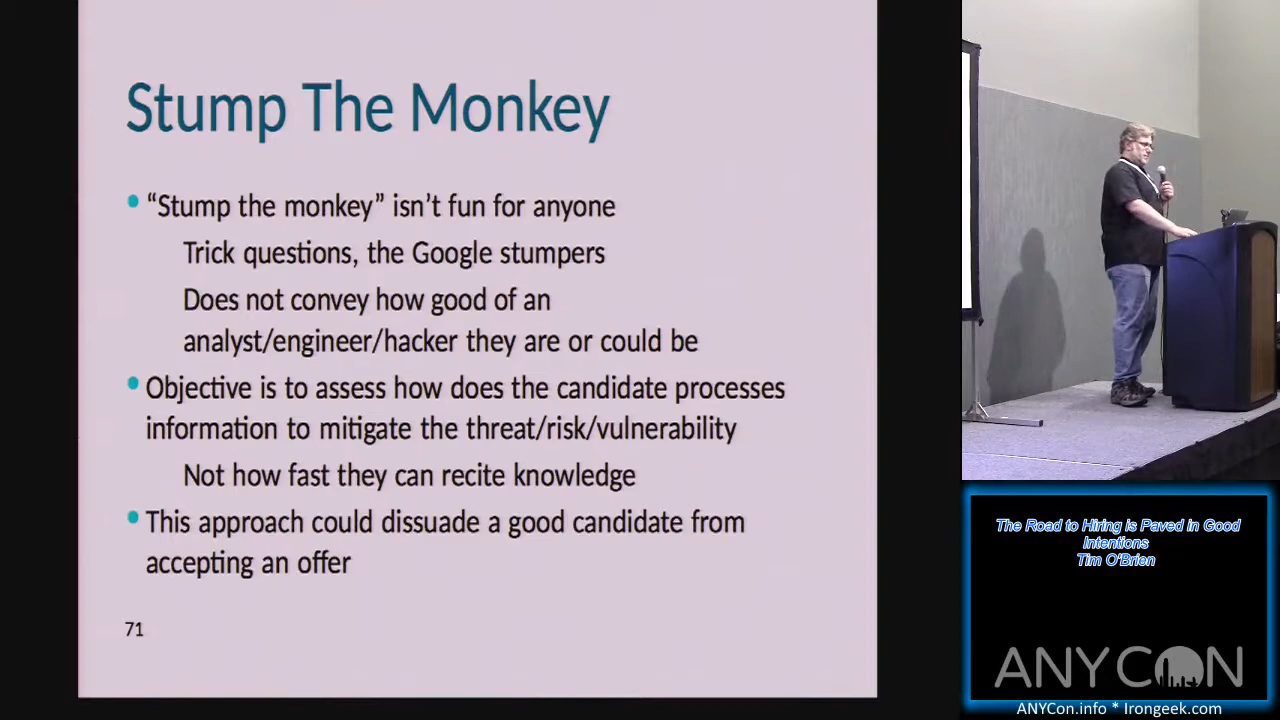 Stump The Monkey
• “Stump the monkey” isn’t fun for anyone
Trick questions, the Google stumpers
Does not convey how good of an
analyst/engineer/hacker they are or could be
• Objective is to assess how does the candidate processes
information to mitigate the threat/risk/vulnerability
Not how fast they can recite knowledge
• This approach could dissuade a good candidate from
accepting an offer
71
The Road to Hiring is Paved in Good
Intentions
Tim O'Brien
ANYCON
ANYCon.info * Irongeek.com